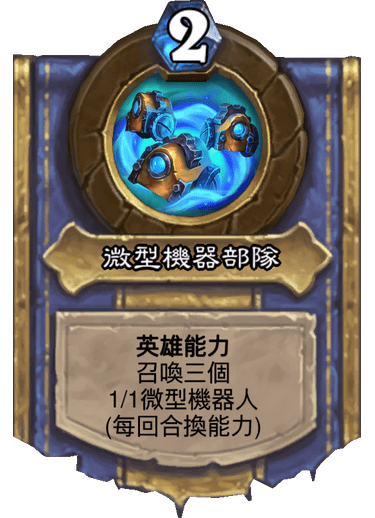 2
微型機器部隊
英雄能力
召喚三個
1/1微型機器人
(每回合換能力)